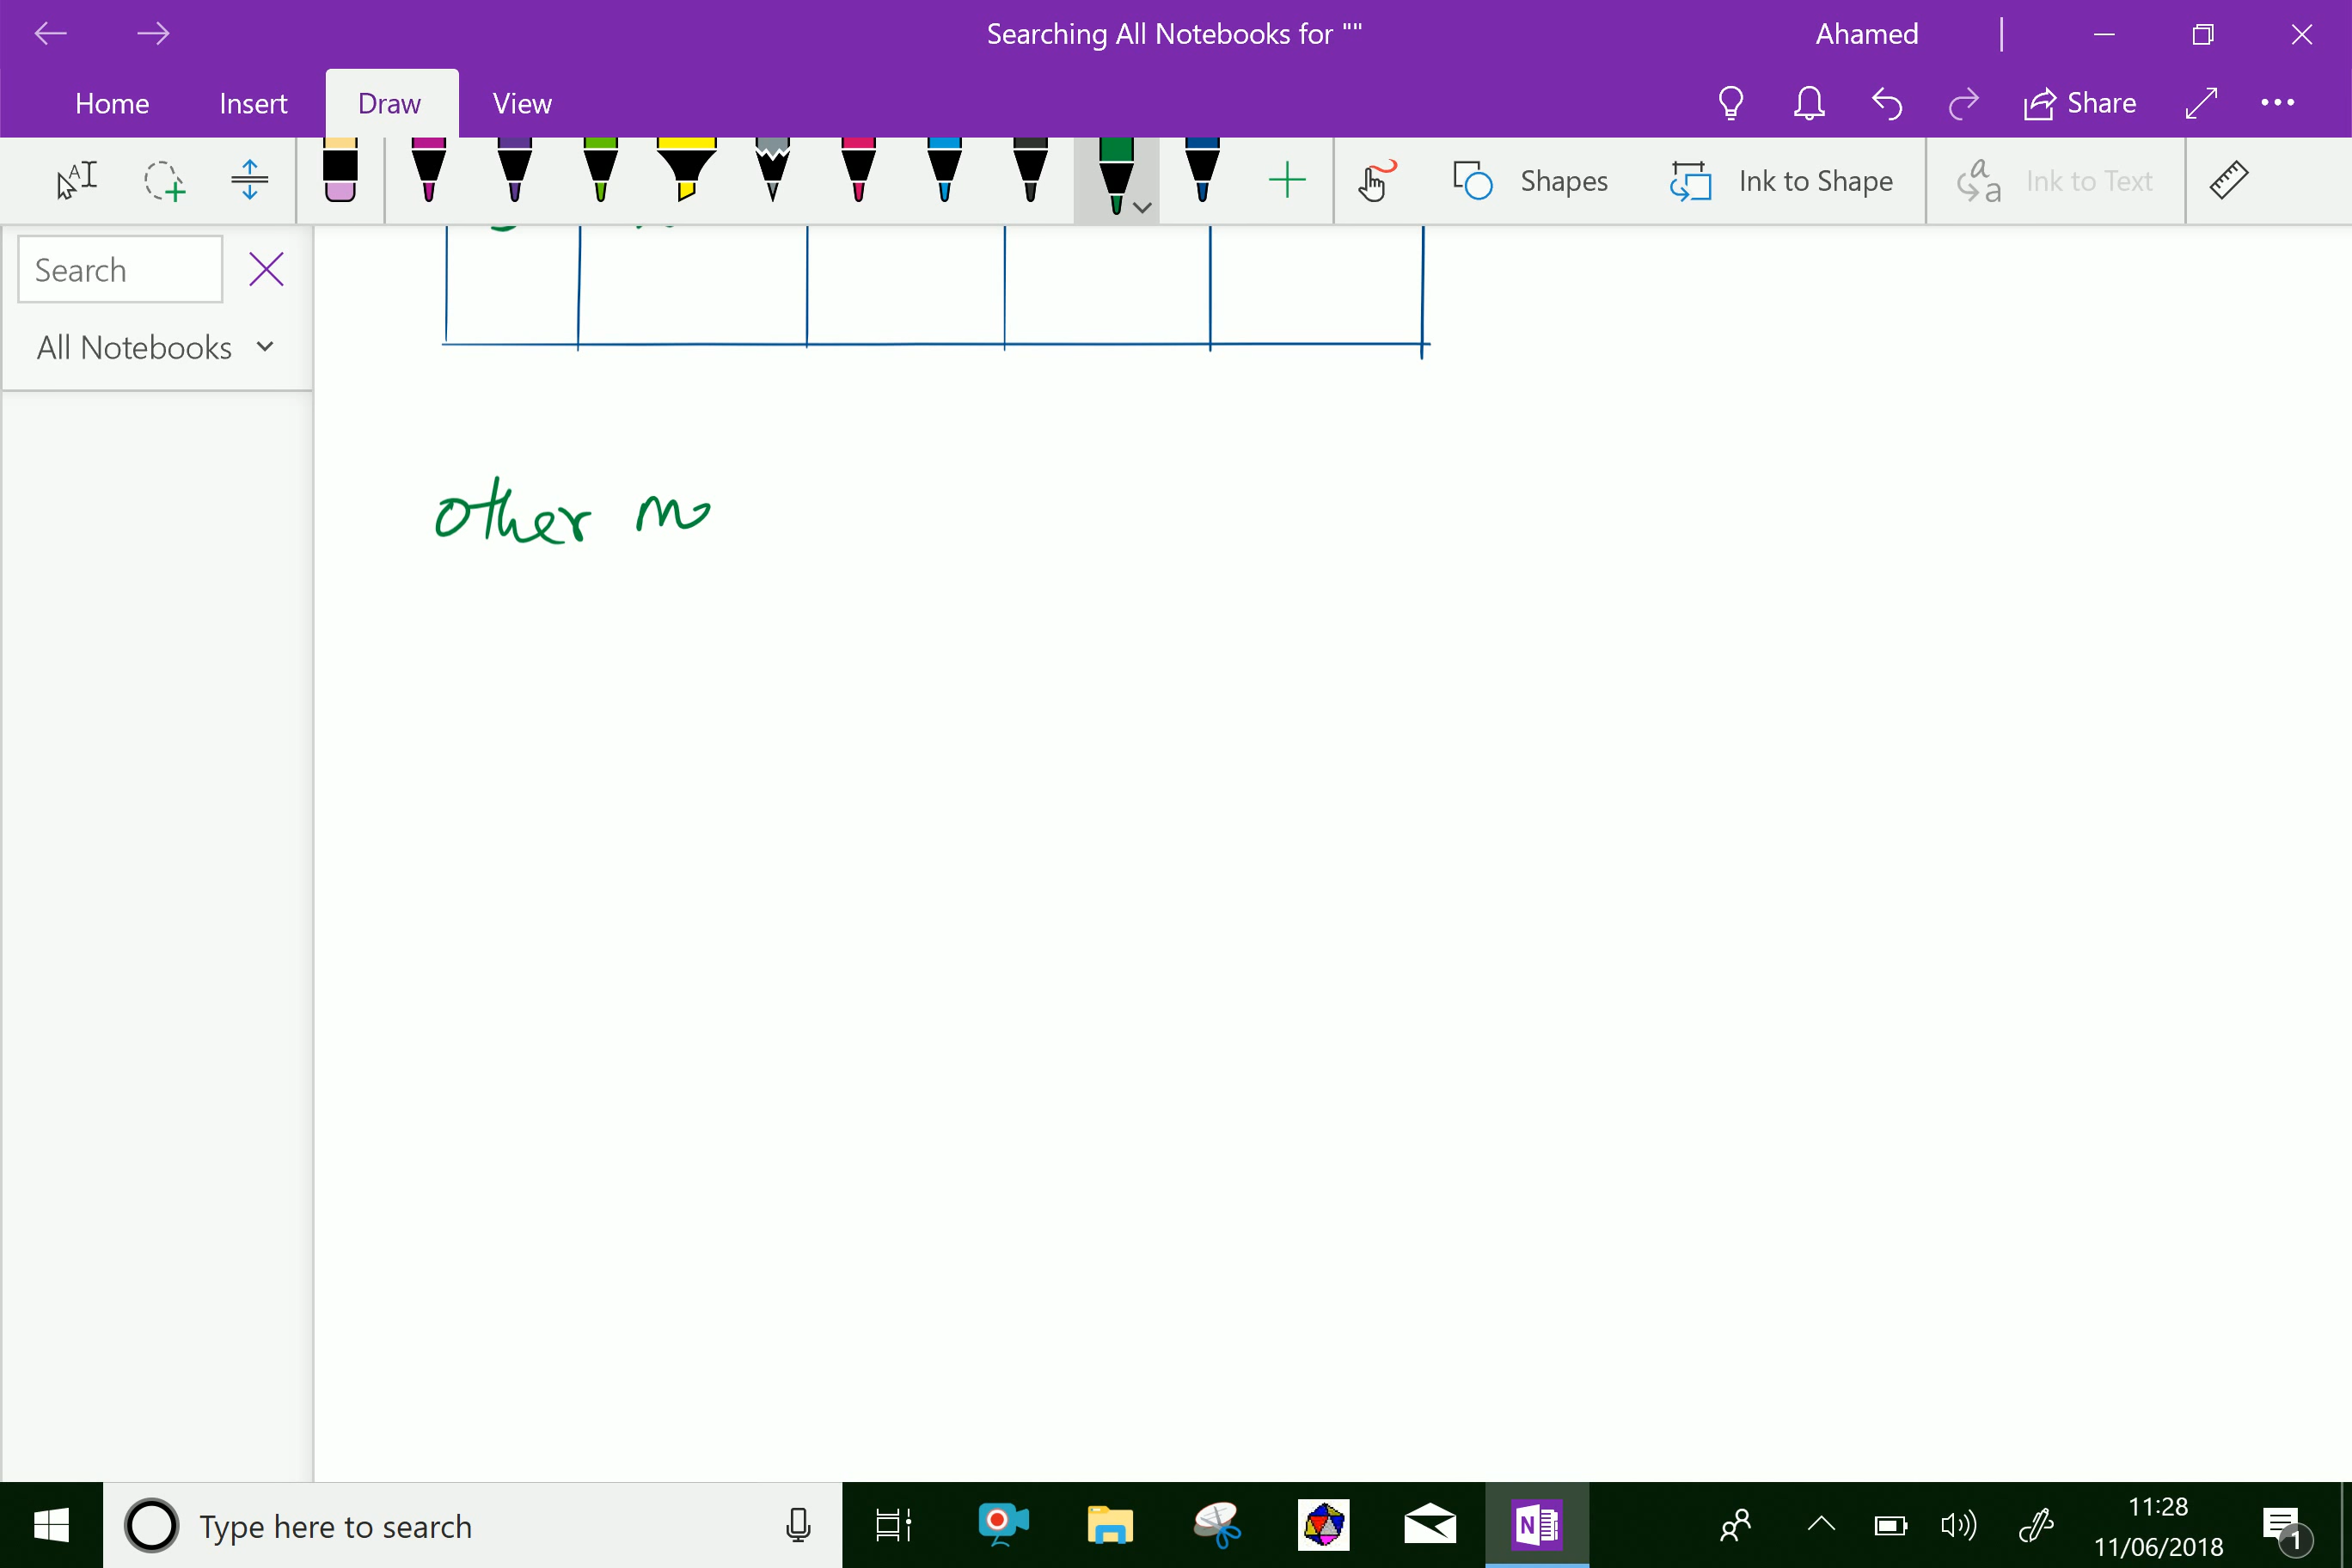 Searching All Notebooks for ""
Ahamed
Home Insert Draw View
Share
Shapes
Ink to Shape
Ink to Text
Search
All Notebooks
other
Type here to search
11:28
11/06/2018
1